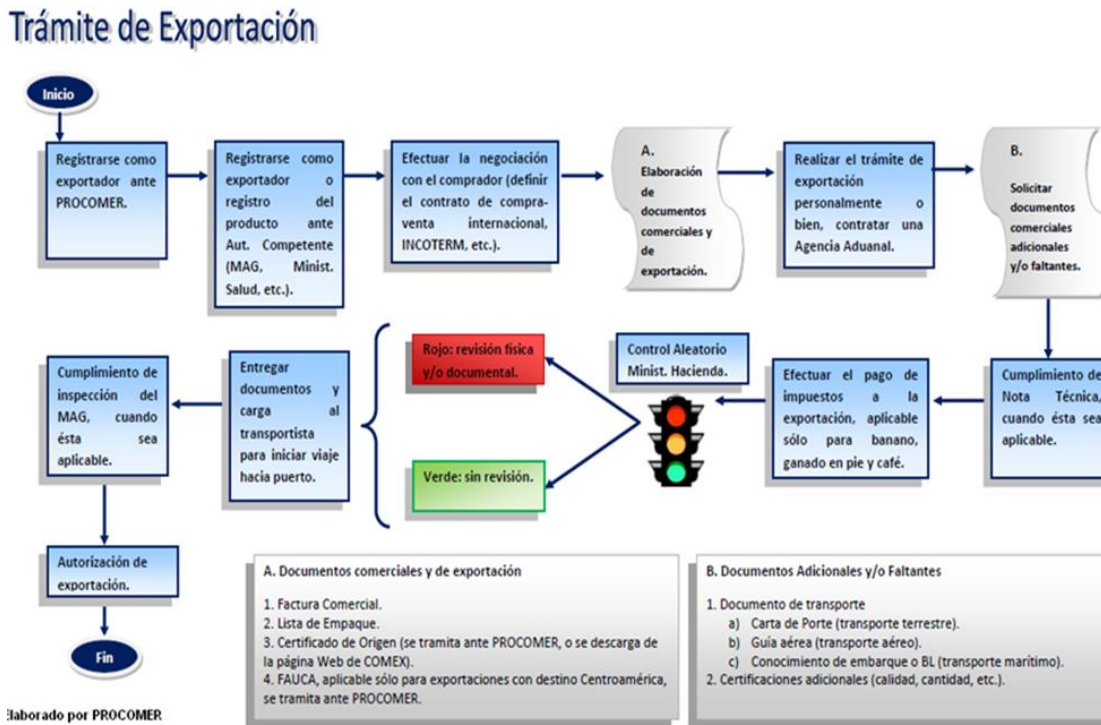 Trámite de Exportación
Inicio
Registrarse como
exportador ante
PROCOMER.
Registrarse como
exportador o
registro del
producto ante
Aut. Competente
(MAG, Minist.
Salud, etc.).
Efectuar la negociación
con el comprador (definir
el contrato de compra-
venta internacional,
INCOTERM, etc.).
A.
Elaboración
de
documentos
comerciales y
de
exportación.
Realizar el trámite de
exportación
personalmente o
bien, contratar una
Agencia Aduanal.
B.
Solicitar
documentos
comerciales
adicionales
y/o faltantes.
Cumplimiento de
Nota Técnica,
cuando ésta sea
aplicable.
Efectuar el pago de
impuestos a la
exportación, aplicable
sólo para banano,
ganado en pie y café.
Control Aleatorio
Minist. Hacienda.
Rojo: revisión física
y/o documental.
Verde: sin revisión.
Entregar
documentos y
carga al
transportista
para iniciar viaje
hacia puerto.
Cumplimiento de
inspección del
MAG, cuando
ésta sea
aplicable.
Autorización de
exportación.
Fin
A. Documentos comerciales y de exportación
1. Factura Comercial.
2. Lista de Empaque.
3. Certificado de Origen (se tramita ante PROCOMER, o se descarga de
la página Web de COMEX).
4. FAUCA, aplicable sólo para exportaciones con destino Centroamérica,
se tramita ante PROCOMER.
B. Documentos Adicionales y/o Faltantes
1. Documento de transporte
a) Carta de Porte (transporte terrestre).
b) Guía aérea (transporte aéreo).
c) Conocimiento de embarque o BL (transporte marítimo).
2. Certificaciones adicionales (calidad, cantidad, etc.).
Elaborado por PROCOMER